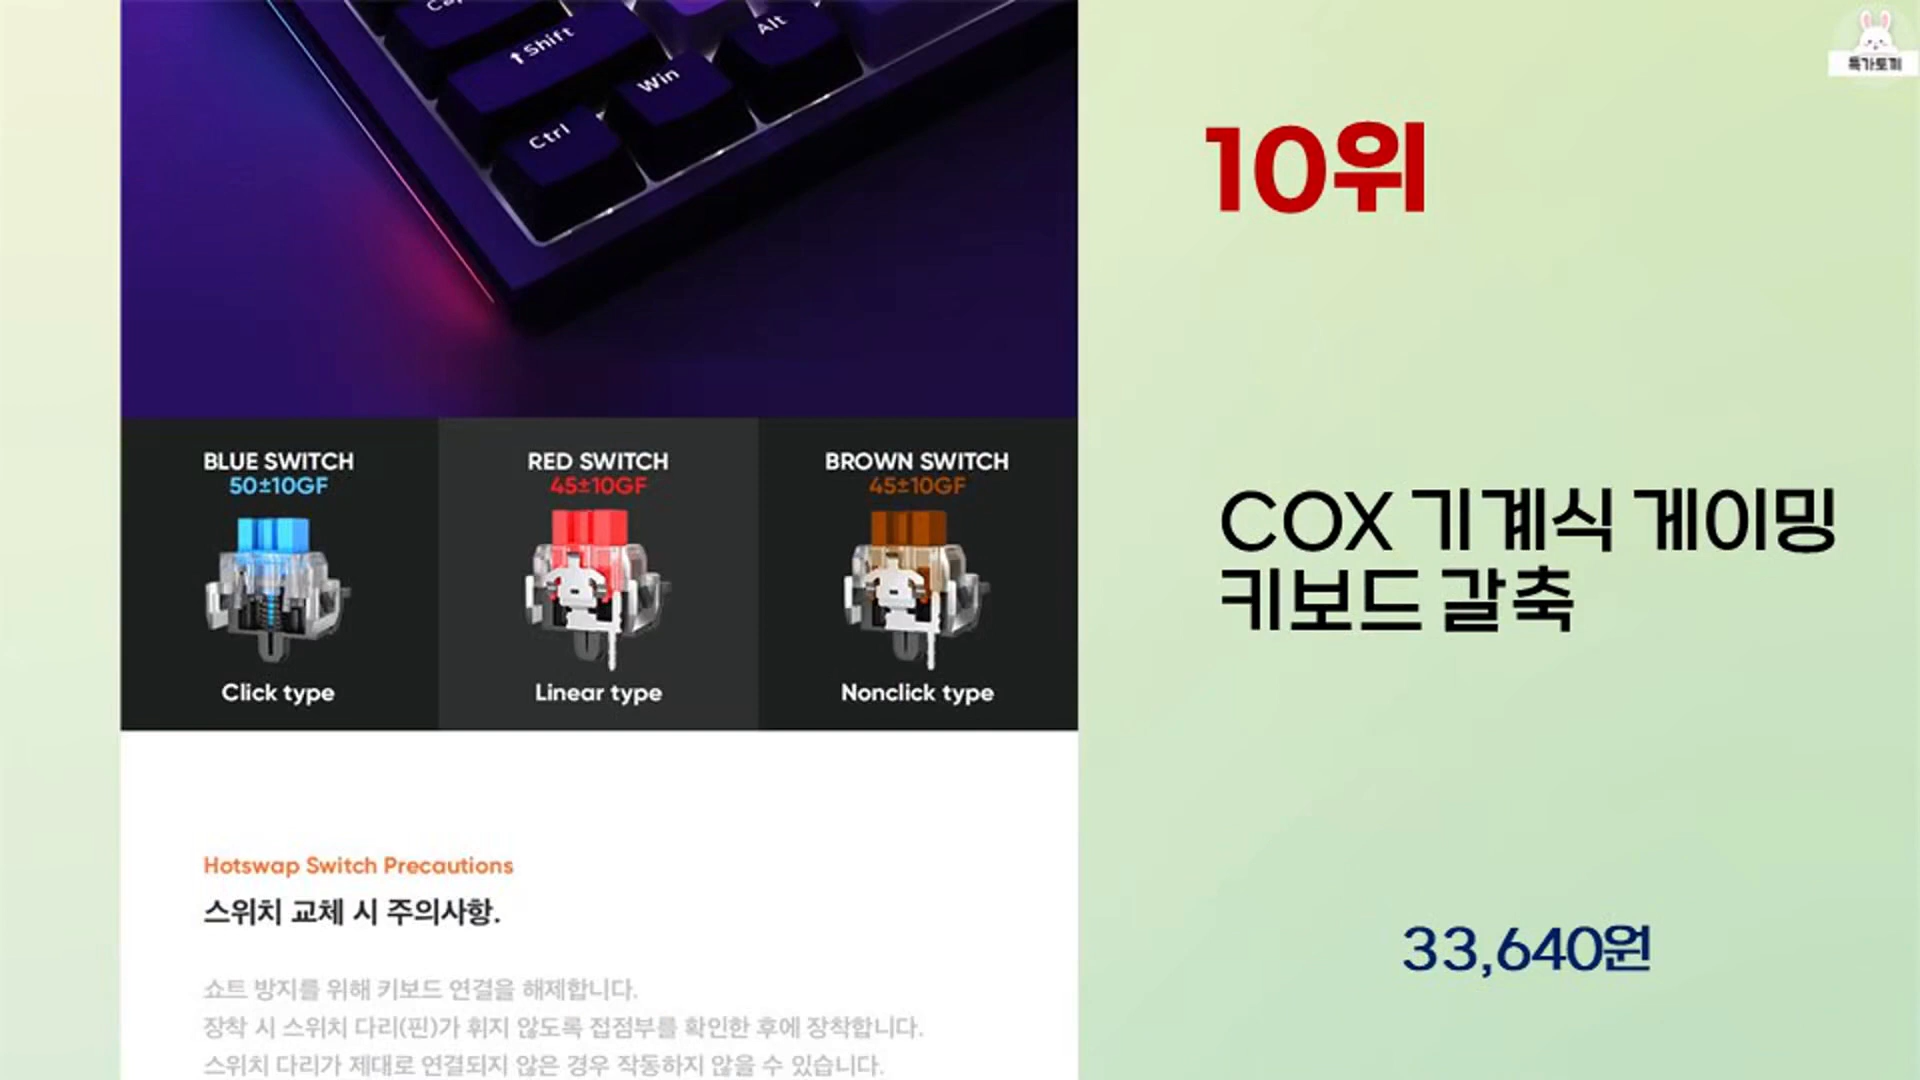 ↑Shift
Alt
Win
Ctrl
BLUE SWITCH
50±10GF
Click type
RED SWITCH
45±10GF
Linear type
BROWN SWITCH
45±10GF
Nonclick type
Hotswap Switch Precautions
스위치 교체 시 주의사항.
쇼트 방지를 위해 키보드 연결을 해제합니다.
장착 시 스위치 다리(핀)가 휘지 않도록 접점부를 확인한 후에 장착합니다.
스위치 다리가 제대로 연결되지 않은 경우 작동하지 않을 수 있습니다.
특가토끼
10위
COX 기계식 게이밍
키보드 갈축
33,640원